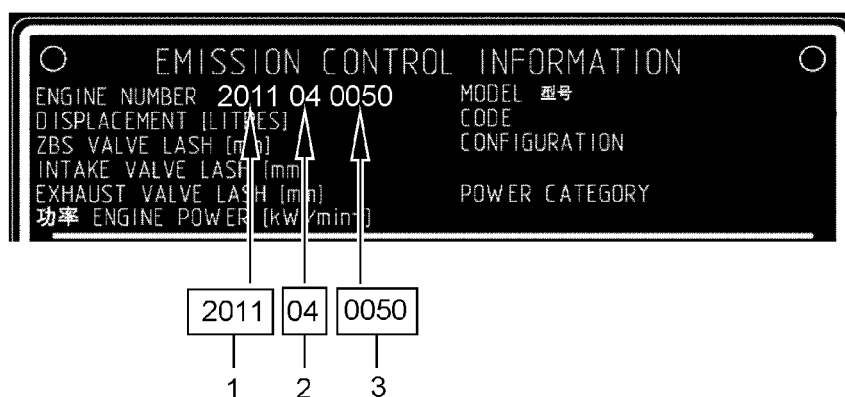 EMISSION CONTROL INFORMATION
ENGINE NUMBER 2011 04 0050 MODEL 型号
DISPLACEMENT [LITRES] CODE
ZBS VALVE LASH [mm] CONFIGURATION
INTAKE VALVE LASH [mm]
EXHAUST VALVE LASH [mm] POWER CATEGORY
功率 ENGINE POWER [kW/min-1]
2011 04 0050
1 2 3